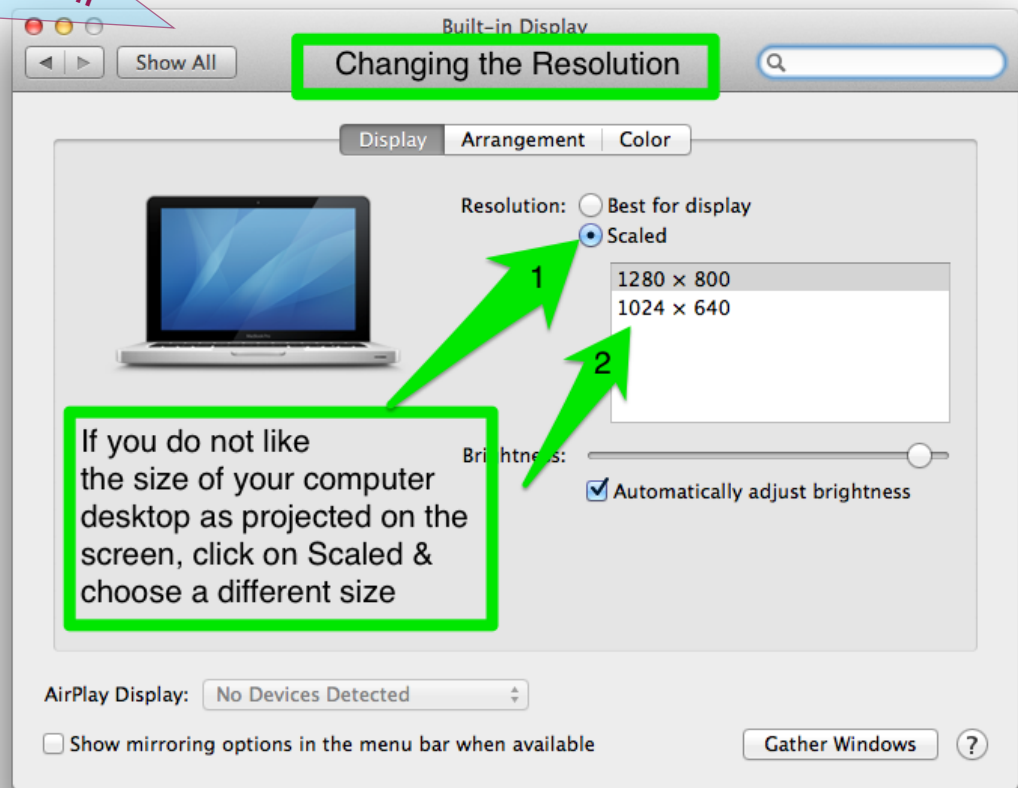 Built-in Display
Show All
Changing the Resolution
Display Arrangement Color
Resolution: Best for display
Scaled
1
1280 × 800
1024 × 640
2
If you do not like
the size of your computer
desktop as projected on the
screen, click on Scaled &
choose a different size
Brightness:
Automatically adjust brightness
AirPlay Display: No Devices Detected
Show mirroring options in the menu bar when available
Gather Windows ?